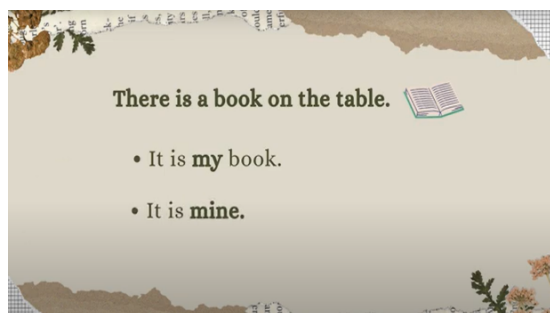 There is a book on the table.
• It is my book.
• It is mine.